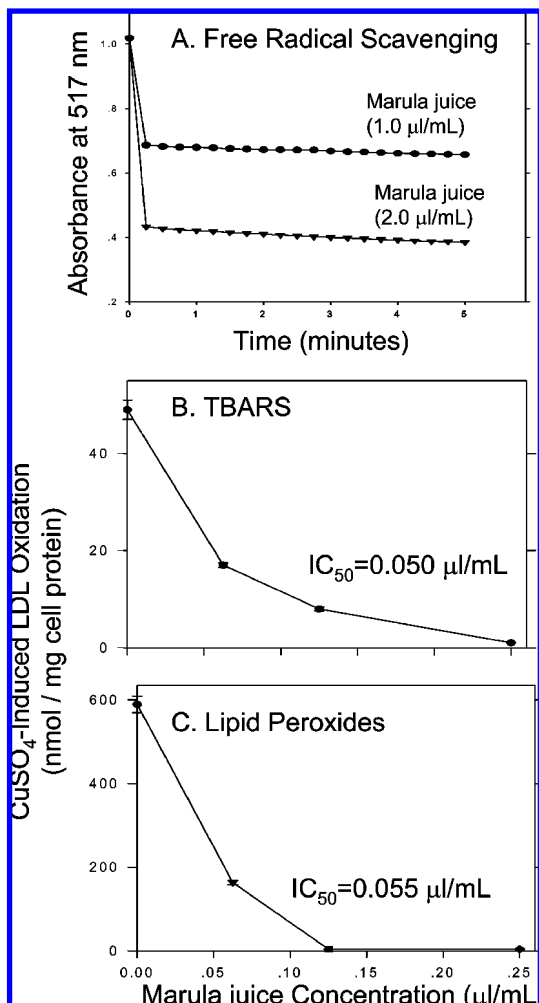 A. Free Radical Scavenging
Absorbance at 517 nm
1.0
.8
.6
.4
.2
Marula juice
(1.0 μl/mL)
Marula juice
(2.0 μl/mL)
0 1 2 3 4 5
Time (minutes)
B. TBARS
40
20
0
IC50=0.050 μl/mL
CuSO4-Induced LDL Oxidation
(nmol / mg cell protein)
C. Lipid Peroxides
600
400
200
0
IC50=0.055 μl/mL
0.00 .05 .10 .15 .20 .25
Marula juice Concentration (μl/mL)